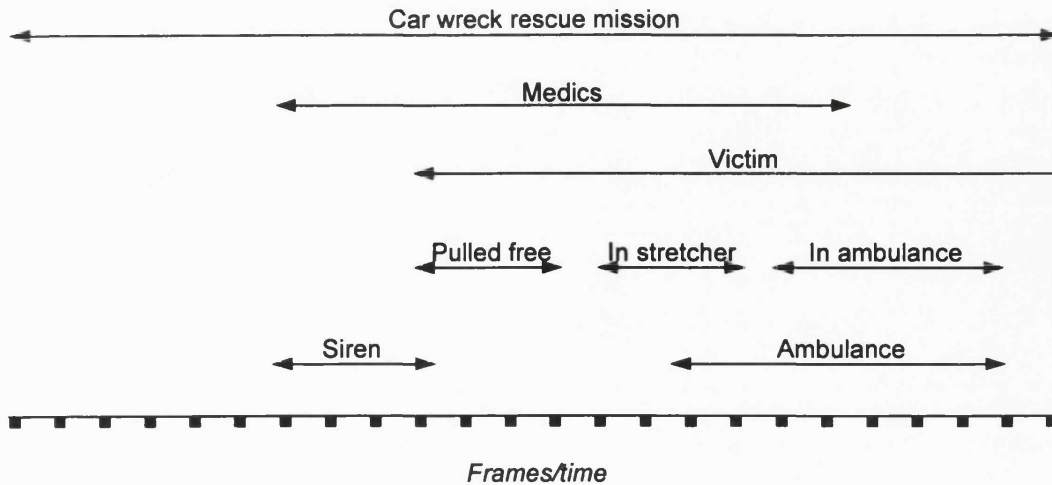 Car wreck rescue mission
Medics
Victim
Pulled free In stretcher In ambulance
Siren Ambulance
Frames/time